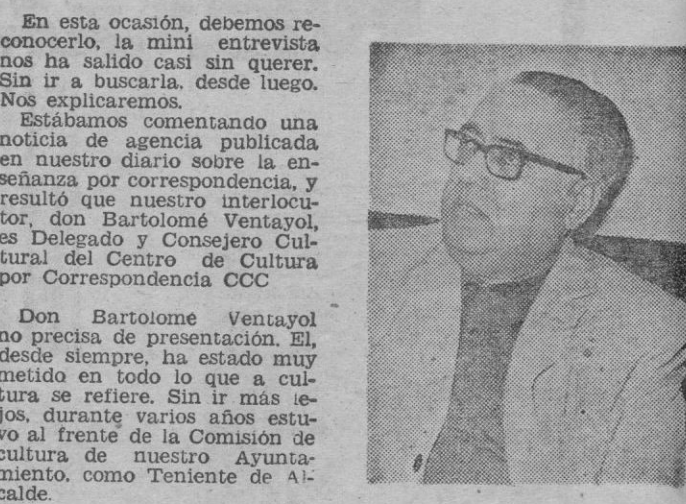 En esta ocasión, debemos re-
conocerlo, la mini entrevista
nos ha salido casi sin querer.
Sin ir a buscarla. desde luego.
Nos explicaremos.
Estábamos comentando una
noticia de agencia publicada
en nuestro diario sobre la en-
señanza por correspondencia, y
resultó que nuestro interlocu-
tor, don Bartolomé Ventayol,
es Delegado y Consejero Cul-
tural del Centro de Cultura
por Correspondencia CCC
Don Bartolomé Ventayol
no precisa de presentación. El,
desde siempre, ha estado muy
metido en todo lo que a cul-
tura se refiere. Sin ir más le-
jos, durante varios años estu-
vo al frente de la Comisión de
cultura de nuestro Ayunta-
miento. como Teniente de Al-
calde.